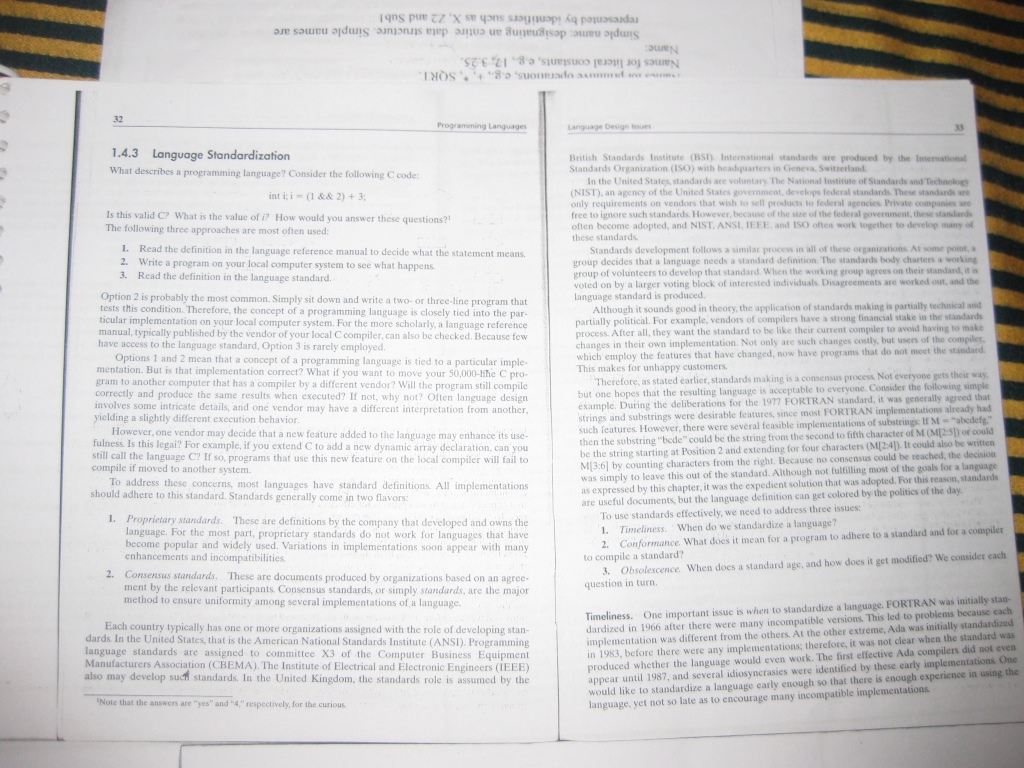 represented by identifiers such as X, Z2 and Sub1
Simple name: designating an entire data structure. Simple names are
Name:
Names for literal constants, e.g., 17, 3.25.
Names for primitive operations, e.g., +, *, SQRT.
32
Programming Languages
1.4.3 Language Standardization
What describes a programming language? Consider the following C code:
int i; i = (1 && 2) + 3;
Is this valid C? What is the value of i? How would you answer these questions?¹
The following three approaches are most often used:
1. Read the definition in the language reference manual to decide what the statement means.
2. Write a program on your local computer system to see what happens.
3. Read the definition in the language standard.
Option 2 is probably the most common. Simply sit down and write a two- or three-line program that
tests this condition. Therefore, the concept of a programming language is closely tied into the par-
ticular implementation on your local computer system. For the more scholarly, a language reference
manual, typically published by the vendor of your local C compiler, can also be checked. Because few
have access to the language standard, Option 3 is rarely employed.
Options 1 and 2 mean that a concept of a programming language is tied to a particular imple-
mentation. But is that implementation correct? What if you want to move your 50,000-line C pro-
gram to another computer that has a compiler by a different vendor? Will the program still compile
correctly and produce the same results when executed? If not, why not? Often language design
involves some intricate details, and one vendor may have a different interpretation from another,
yielding a slightly different execution behavior.
However, one vendor may decide that a new feature added to the language may enhance its use-
fulness. Is this legal? For example, if you extend C to add a new dynamic array declaration, can you
still call the language C? If so, programs that use this new feature on the local compiler will fail to
compile if moved to another system.
To address these concerns, most languages have standard definitions. All implementations
should adhere to this standard. Standards generally come in two flavors:
1. Proprietary standards. These are definitions by the company that developed and owns the
language. For the most part, proprietary standards do not work for languages that have
become popular and widely used. Variations in implementations soon appear with many
enhancements and incompatibilities.
2. Consensus standards. These are documents produced by organizations based on an agree-
ment by the relevant participants. Consensus standards, or simply standards, are the major
method to ensure uniformity among several implementations of a language.
Each country typically has one or more organizations assigned with the role of developing stan-
dards. In the United States, that is the American National Standards Institute (ANSI). Programming
language standards are assigned to committee X3 of the Computer Business Equipment
Manufacturers Association (CBEMA). The Institute of Electrical and Electronic Engineers (IEEE)
also may develop such standards. In the United Kingdom, the standards role is assumed by the
¹Note that the answers are "yes" and "4," respectively, for the curious.
Language Design Issues
33
British Standards Institute (BSI). International standards are produced by the International
Standards Organization (ISO) with headquarters in Geneva, Switzerland.
In the United States, standards are voluntary. The National Institute of Standards and Technology
(NIST), an agency of the United States government, develops federal standards. These standards are
only requirements on vendors that wish to sell products to federal agencies. Private companies are
free to ignore such standards. However, because of the size of the federal government, these standards
often become adopted, and NIST, ANSI, IEEE, and ISO often work together to develop many of
these standards.
Standards development follows a similar process in all of these organizations. At some point, a
group decides that a language needs a standard definition. The standards body charters a working
group of volunteers to develop that standard. When the working group agrees on their standard, it is
voted on by a larger voting block of interested individuals. Disagreements are worked out, and the
language standard is produced.
Although it sounds good in theory, the application of standards making is partially technical and
partially political. For example, vendors of compilers have a strong financial stake in the standards
process. After all, they want the standard to be like their current compiler to avoid having to make
changes in their own implementation. Not only are such changes costly, but users of the compiler,
which employ the features that have changed, now have programs that do not meet the standard.
This makes for unhappy customers.
Therefore, as stated earlier, standards making is a consensus process. Not everyone gets their way,
but one hopes that the resulting language is acceptable to everyone. Consider the following simple
example. During the deliberations for the 1977 FORTRAN standard, it was generally agreed that
strings and substrings were desirable features, since most FORTRAN implementations already had
such features. However, there were several feasible implementations of substrings: If M = "abcdefg,"
then the substring "bcde" could be the string from the second to fifth character of M (M[2:5]) or could
be the string starting at Position 2 and extending for four characters (M[2:4]). It could also be written
M[3:6] by counting characters from the right. Because no consensus could be reached, the decision
was simply to leave this out of the standard. Although not fulfilling most of the goals for a language
as expressed by this chapter, it was the expedient solution that was adopted. For this reason, standards
are useful documents, but the language definition can get colored by the politics of the day.
To use standards effectively, we need to address three issues:
1. Timeliness. When do we standardize a language?
2. Conformance. What does it mean for a program to adhere to a standard and for a compiler
to compile a standard?
3. Obsolescence. When does a standard age, and how does it get modified? We consider each
question in turn.
Timeliness. One important issue is when to standardize a language. FORTRAN was initially stan-
dardized in 1966 after there were many incompatible versions. This led to problems because each
implementation was different from the others. At the other extreme, Ada was initially standardized
in 1983, before there were any implementations; therefore, it was not clear when the standard was
produced whether the language would even work. The first effective Ada compilers did not even
appear until 1987, and several idiosyncrasies were identified by these early implementations. One
would like to standardize a language early enough so that there is enough experience in using the
language, yet not so late as to encourage many incompatible implementations.